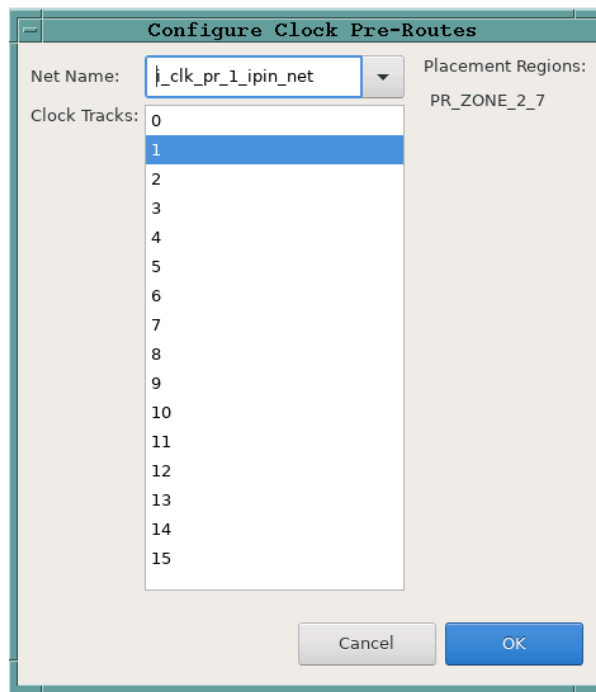 Configure Clock Pre-Routes
Net Name:
i_clk_pr_1_ipin_net
Placement Regions:
PR_ZONE_2_7
Clock Tracks:
0
1
2
3
4
5
6
7
8
9
10
11
12
13
14
15
Cancel
OK